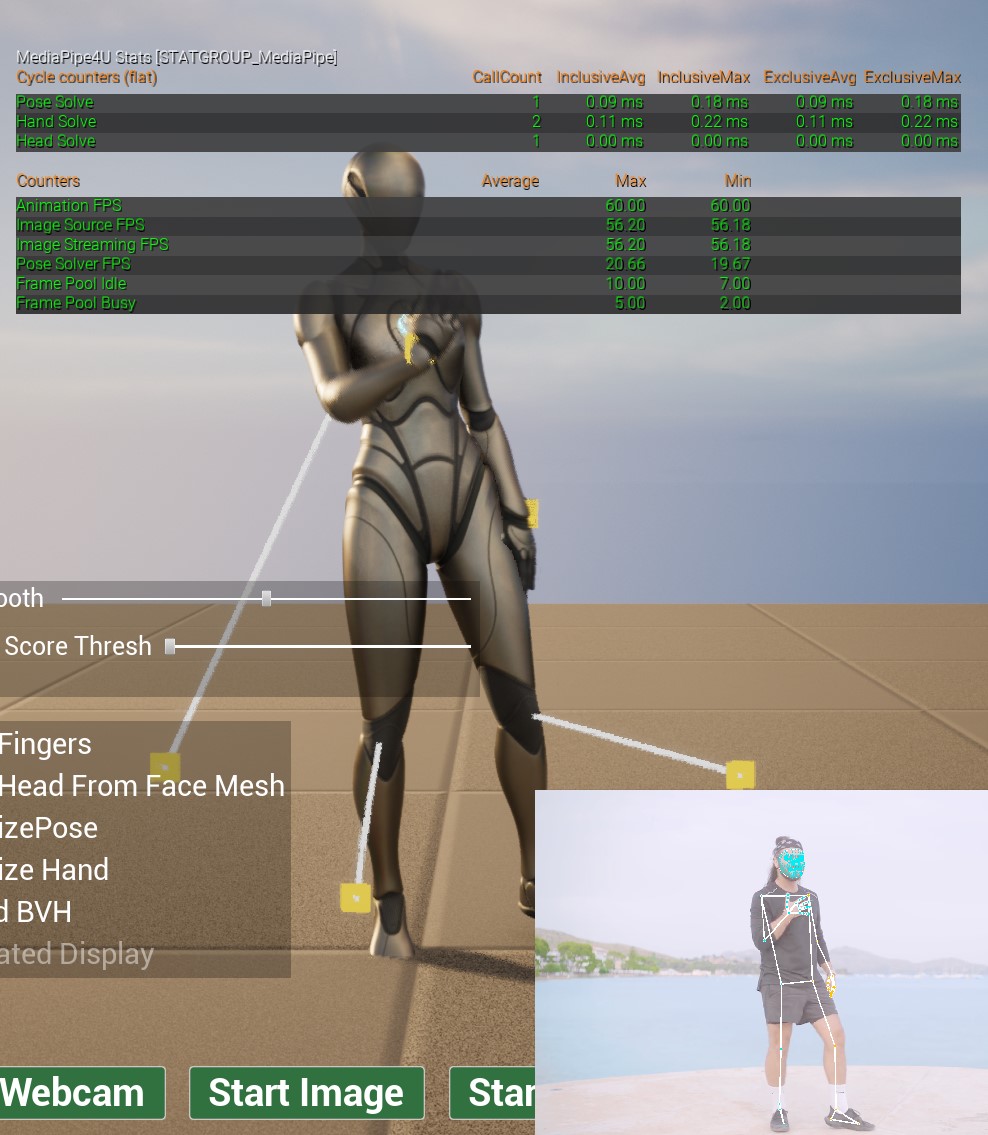 MediaPipe4U Stats [STATGROUP_MediaPipe]
Cycle counters (flat) CallCount InclusiveAvg InclusiveMax ExclusiveAvg ExclusiveMax
Pose Solve 1 0.09 ms 0.18 ms 0.09 ms 0.18 ms
Hand Solve 2 0.11 ms 0.22 ms 0.11 ms 0.22 ms
Head Solve 1 0.00 ms 0.00 ms 0.00 ms 0.00 ms
Counters Average Max Min
Animation FPS 60.00 60.00
Image Source FPS 56.20 56.18
Image Streaming FPS 56.20 56.18
Pose Solver FPS 20.66 19.67
Frame Pool Idle 10.00 7.00
Frame Pool Busy 5.00 2.00
ooth
Score Thresh
Fingers
Head From Face Mesh
izePose
ize Hand
d BVH
ated Display
Webcam Start Image Star